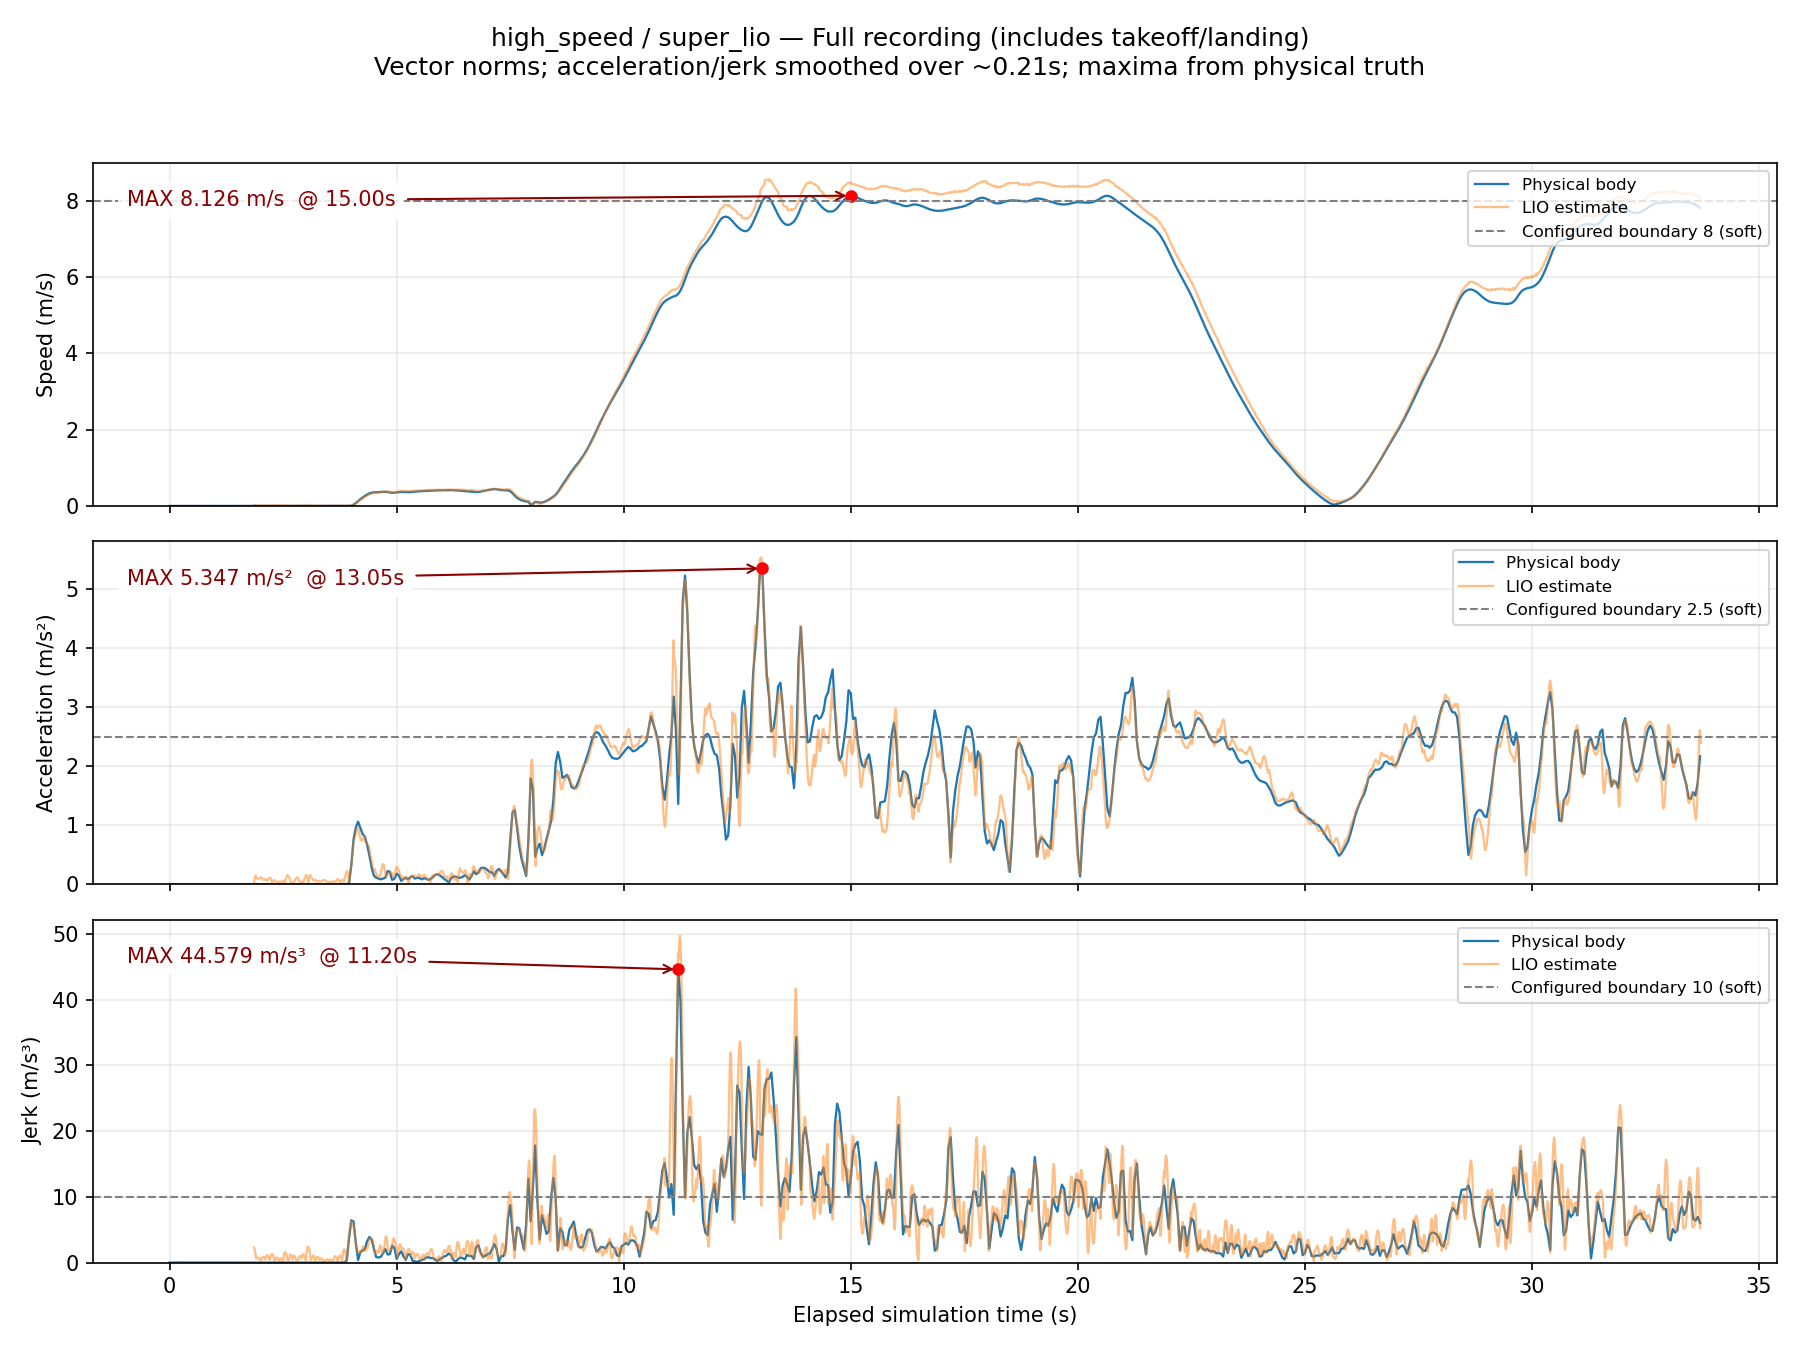 high_speed / super_lio — Full recording (includes takeoff/landing)
Vector norms; acceleration/jerk smoothed over ~0.21s; maxima from physical truth
Speed (m/s)
8
6
4
2
0
MAX 8.126 m/s @ 15.00s
Physical body
LIO estimate
Configured boundary 8 (soft)
Acceleration (m/s²)
5
4
3
2
1
0
MAX 5.347 m/s² @ 13.05s
Physical body
LIO estimate
Configured boundary 2.5 (soft)
Jerk (m/s³)
50
40
30
20
10
0
MAX 44.579 m/s³ @ 11.20s
Physical body
LIO estimate
Configured boundary 10 (soft)
0 5 10 15 20 25 30 35
Elapsed simulation time (s)